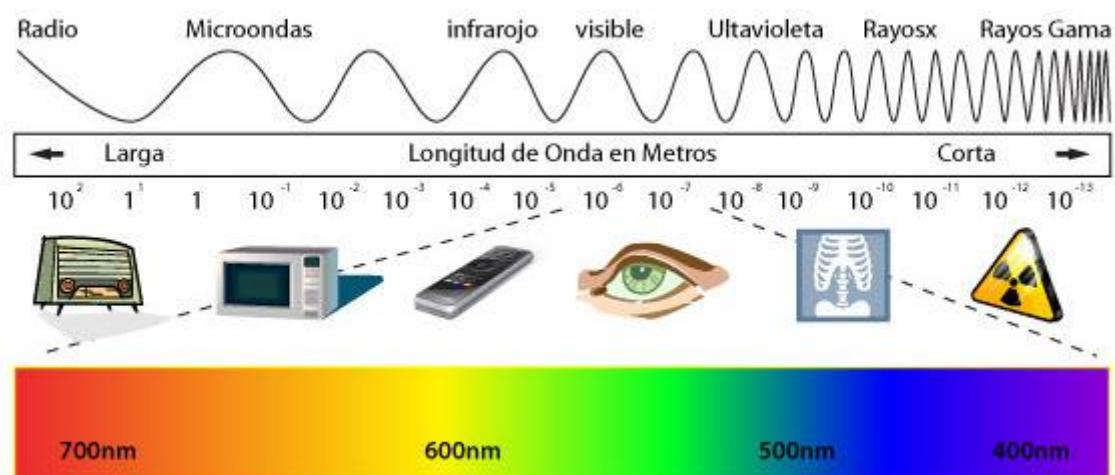 Radio Microondas infrarojo visible Ultavioleta Rayosx Rayos Gama
Larga Longitud de Onda en Metros Corta
10² 1¹ 1 10⁻¹ 10⁻² 10⁻³ 10⁻⁴ 10⁻⁵ 10⁻⁶ 10⁻⁷ 10⁻⁸ 10⁻⁹ 10⁻¹⁰ 10⁻¹¹ 10⁻¹² 10⁻¹³
700nm 600nm 500nm 400nm